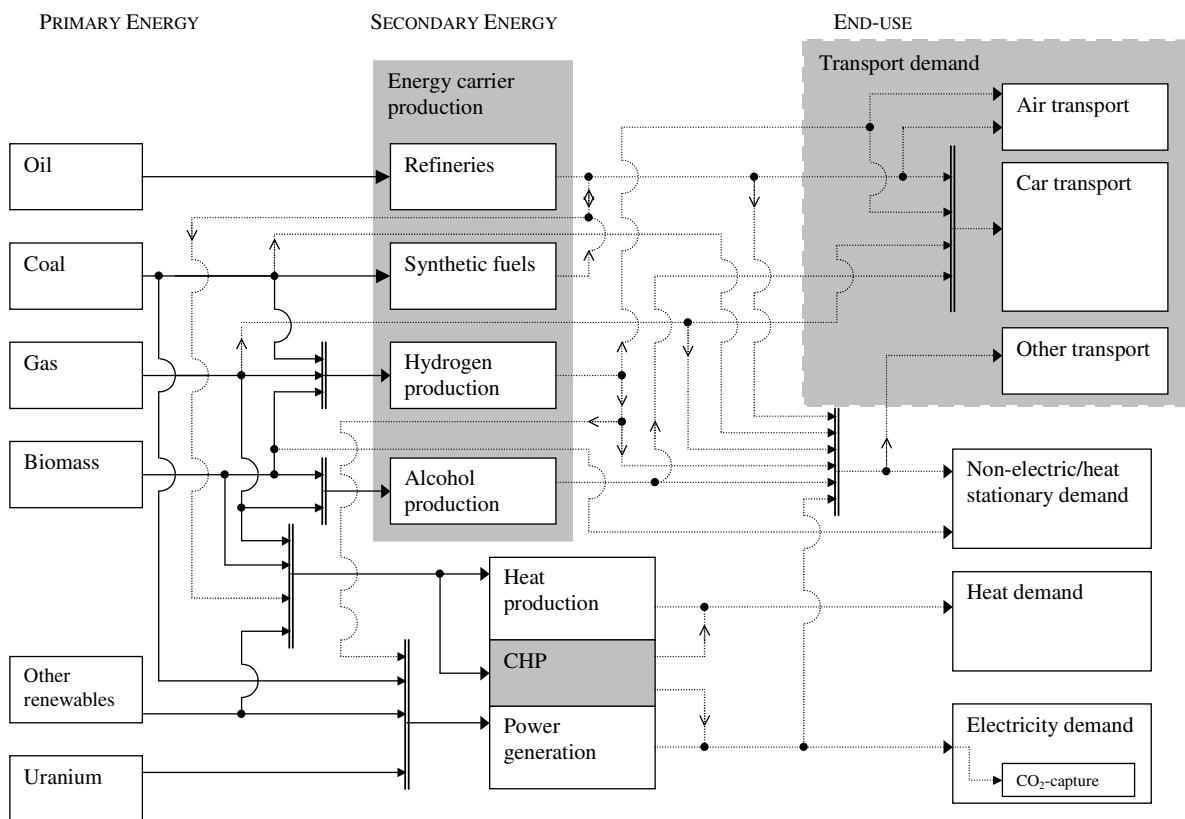 PRIMARY ENERGY
SECONDARY ENERGY
END-USE
Energy carrier
production
Transport demand
Oil
Coal
Gas
Biomass
Other
renewables
Uranium
Refineries
Synthetic fuels
Hydrogen
production
Alcohol
production
Heat
production
CHP
Power
generation
Air transport
Car transport
Other transport
Non-electric/heat
stationary demand
Heat demand
Electricity demand
CO₂-capture